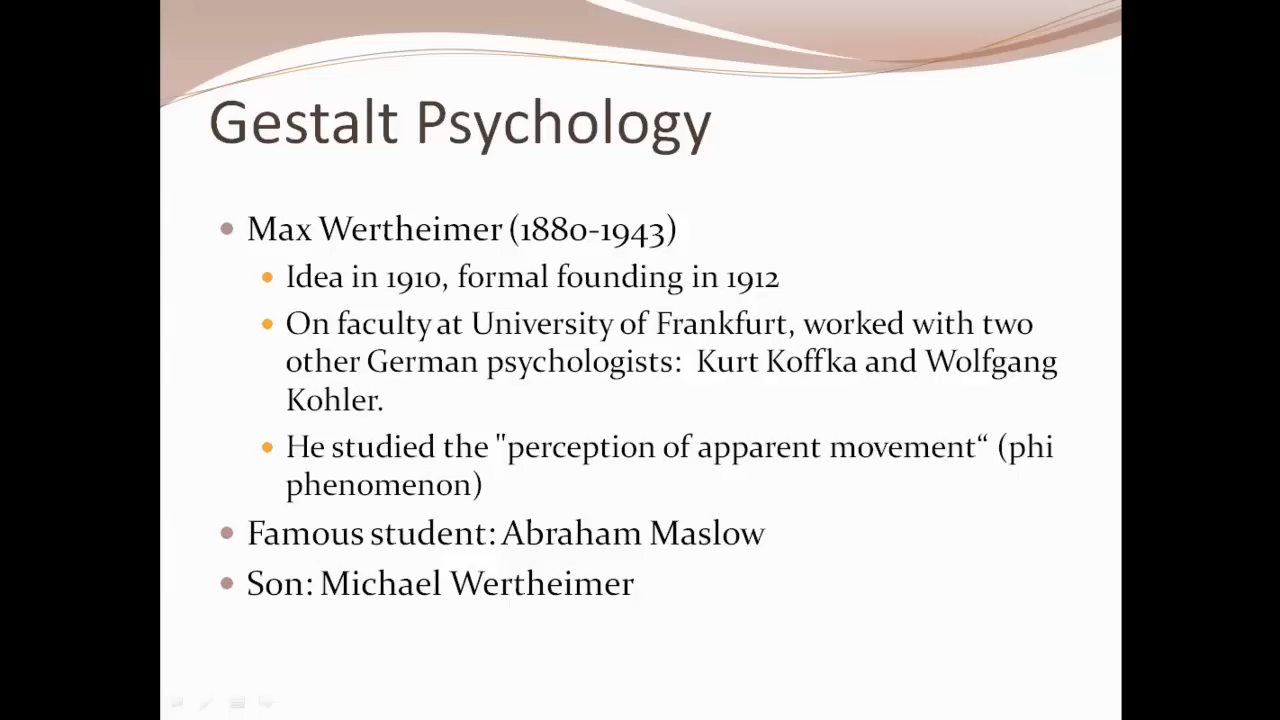 Gestalt Psychology
Max Wertheimer (1880-1943)
Idea in 1910, formal founding in 1912
On faculty at University of Frankfurt, worked with two
other German psychologists: Kurt Koffka and Wolfgang
Kohler.
He studied the "perception of apparent movement“ (phi
phenomenon)
Famous student: Abraham Maslow
Son: Michael Wertheimer